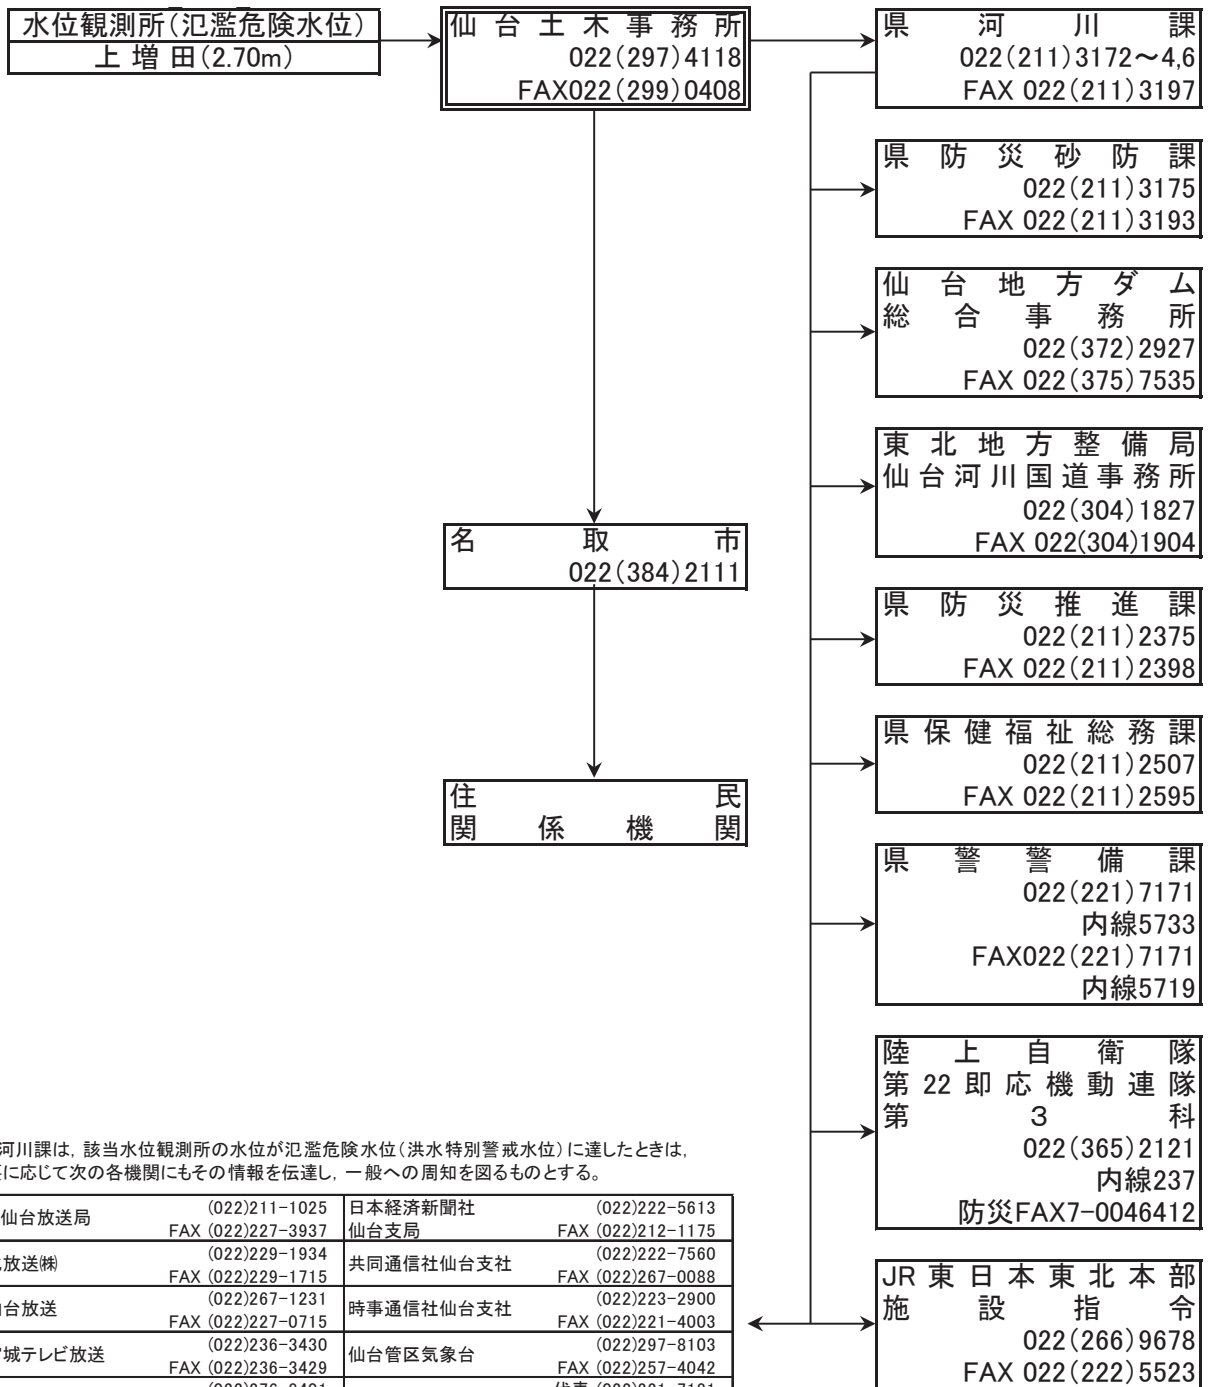 水位観測所(氾濫危険水位)
上増田(2.70m)
仙台土木事務所
022(297)4118
FAX022(299)0408
県河川課
022(211)3172～4,6
FAX 022(211)3197
県防災砂防課
022(211)3175
FAX 022(211)3193
仙台地方ダム
総合事務所
022(372)2927
FAX 022(375)7535
東北地方整備局
仙台河川国道事務所
022(304)1827
FAX 022(304)1904
名取市
022(384)2111
県防災推進課
022(211)2375
FAX 022(211)2398
県保健福祉総務課
022(211)2507
FAX 022(211)2595
住民
関係機関
県警警備課
022(221)7171
内線5733
FAX022(221)7171
内線5719
陸上自衛隊
第22即応機動連隊
第3科
022(365)2121
内線237
防災FAX7-0046412
JR東日本東北本部
施設指令
022(266)9678
FAX 022(222)5523
河川課は，該当水位観測所の水位が氾濫危険水位(洪水特別警戒水位)に達したときは，
に応じて次の各機関にもその情報を伝達し，一般への周知を図るものとする。
仙台放送局 (022)211-1025
FAX (022)227-3937
日本経済新聞社 (022)222-5613
仙台支局 FAX (022)212-1175
放送㈱ (022)229-1934
FAX (022)229-1715
共同通信社仙台支社 (022)222-7560
FAX (022)267-0088
台放送 (022)267-1231
FAX (022)227-0715
時事通信社仙台支社 (022)223-2900
FAX (022)221-4003
城テレビ放送 (022)236-3430
FAX (022)236-3429
仙台管区気象台 (022)297-8103
FAX (022)257-4042